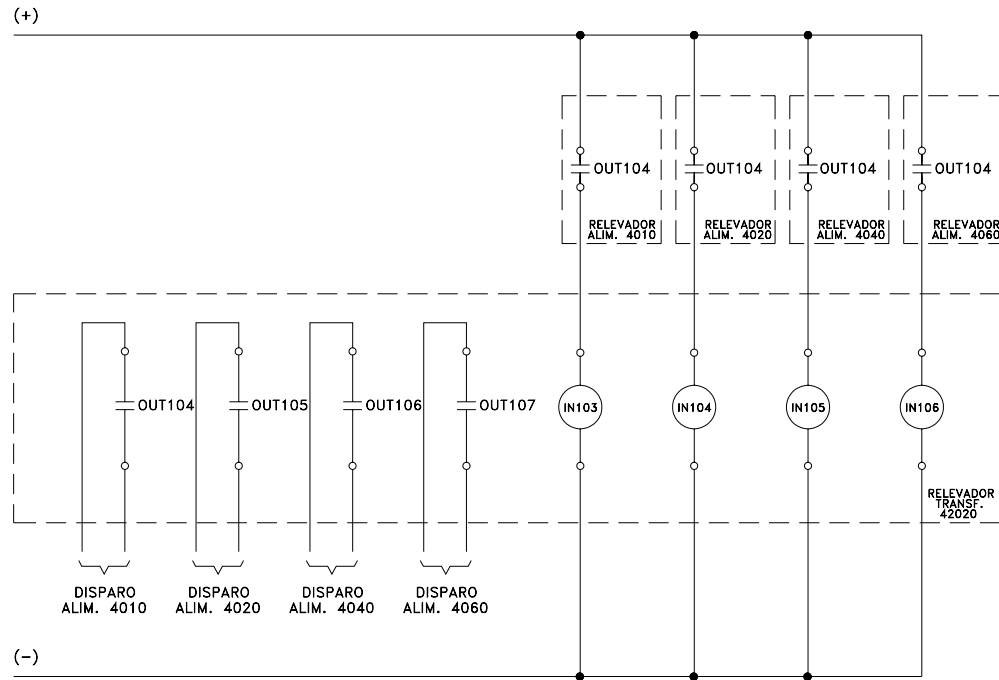 (+)
OUT104
OUT104
OUT104
OUT104
RELEVADOR
ALIM. 4010
RELEVADOR
ALIM. 4020
RELEVADOR
ALIM. 4040
RELEVADOR
ALIM. 4060
OUT104
OUT105
OUT106
OUT107
IN103
IN104
IN105
IN106
RELEVADOR
TRANSF.
42020
DISPARO
ALIM. 4010
DISPARO
ALIM. 4020
DISPARO
ALIM. 4040
DISPARO
ALIM. 4060
(-)